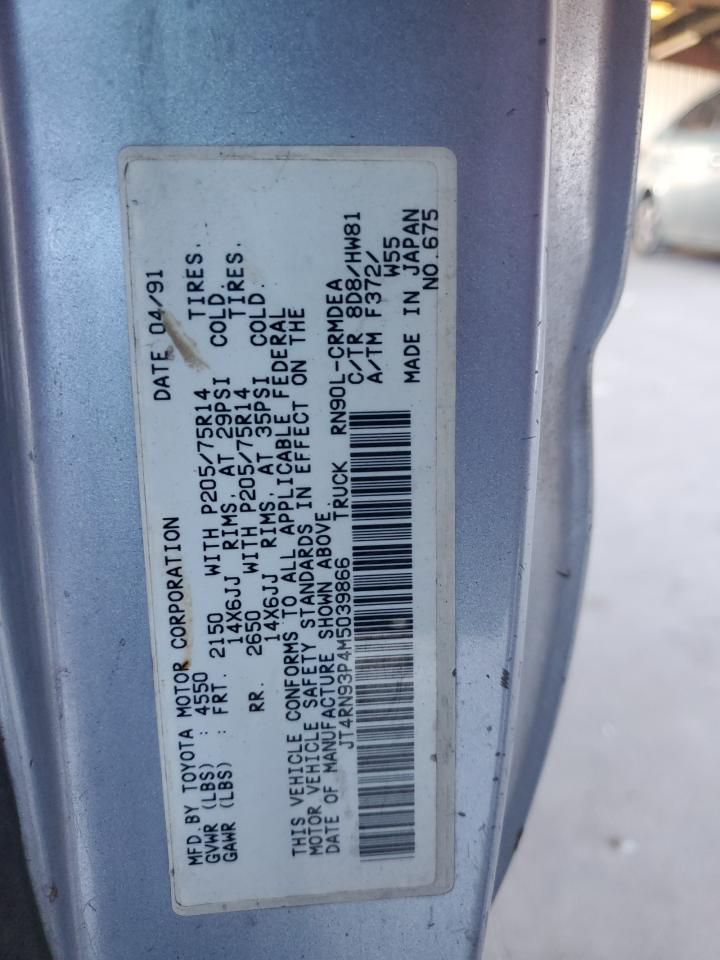 MFD.BY TOYOTA MOTOR CORPORATION DATE 04/91
GVWR (LBS) : 4550
GAWR (LBS) : FRT. 2150 WITH P205/75R14 TIRES.
14X6JJ RIMS, AT 29PSI COLD.
RR. 2650 WITH P205/75R14 TIRES.
14X6JJ RIMS, AT 35PSI COLD.
THIS VEHICLE CONFORMS TO ALL APPLICABLE FEDERAL
MOTOR VEHICLE SAFETY STANDARDS IN EFFECT ON THE
DATE OF MANUFACTURE SHOWN ABOVE.
JT4RN93P4M5039866 TRUCK RN90L-CRMDEA
C/TR 8D8/HW81
A/TM F372/
W55
MADE IN JAPAN
NO.675